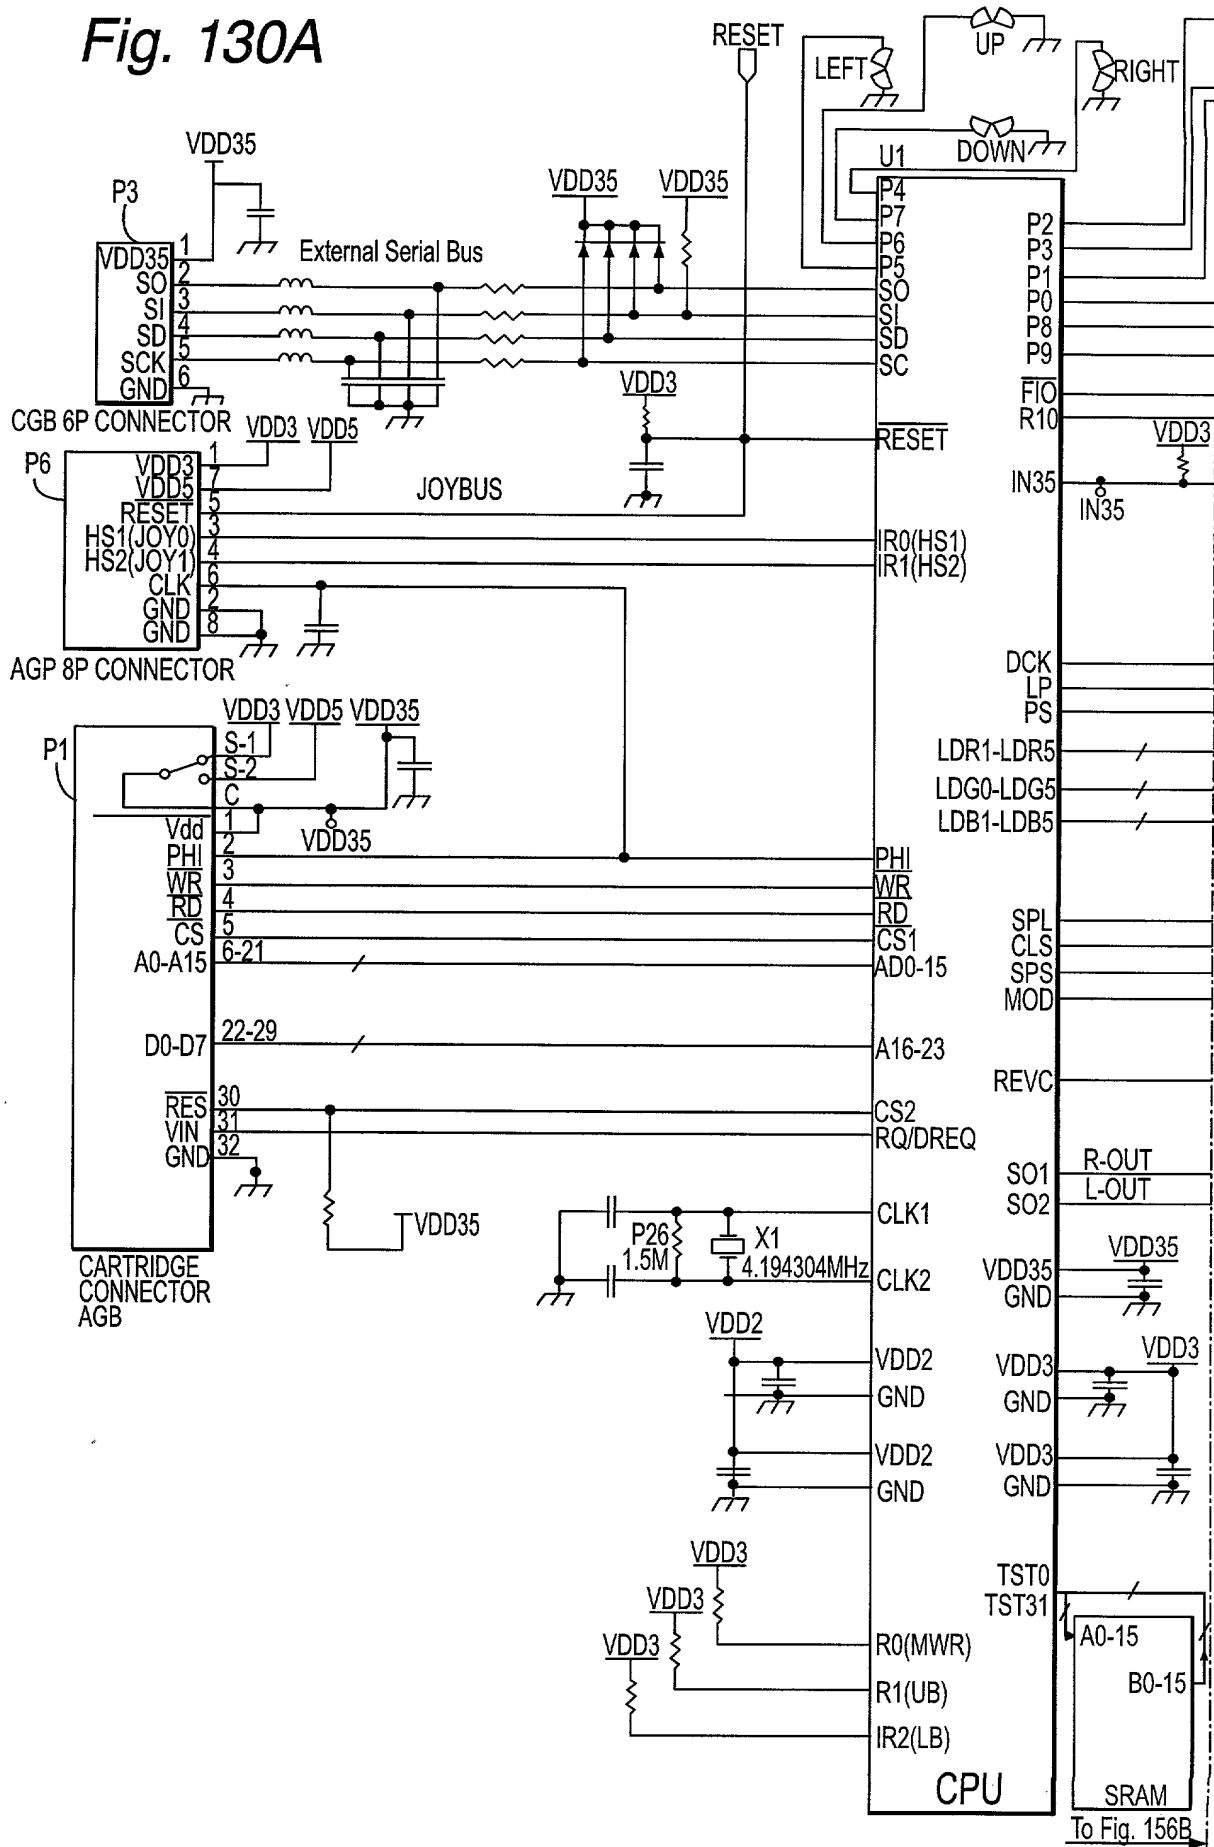 Fig. 130A
RESET
LEFT
UP
RIGHT
DOWN
U1
VDD35
P3
VDD35
VDD35
External Serial Bus
VDD35 1
SO 2
SI 3
SD 4
SCK 5
GND 6
CGB 6P CONNECTOR
P4
P7
P6
P5
SO
SI
SD
SC
VDD3
RESET
P2
P3
P1
P0
P8
P9
FIO
R10
VDD3
IN35
IN35
VDD3
VDD5
P6
VDD3 1
VDD5 7
RESET 5
HS1(JOY0) 3
HS2(JOY1) 4
CLK 6
GND 2
GND 8
AGP 8P CONNECTOR
JOYBUS
IR0(HS1)
IR1(HS2)
DCK
LP
PS
LDR1-LDR5
LDG0-LDG5
LDB1-LDB5
VDD3
VDD5
VDD35
P1
S-1
S-2
C
VDD35
Vdd 1
PHI 2
WR 3
RD 4
CS 5
A0-A15 6-21
D0-D7 22-29
RES 30
VIN 31
GND 32
VDD35
CARTRIDGE
CONNECTOR
AGB
PHI
WR
RD
CS1
AD0-15
A16-23
CS2
RQ/DREQ
SPL
CLS
SPS
MOD
REVC
SO1
R-OUT
SO2
L-OUT
P26
1.5M
X1
4.194304MHz
CLK1
CLK2
VDD35
VDD35
GND
VDD2
VDD2
GND
VDD2
GND
VDD3
VDD3
GND
VDD3
GND
VDD3
VDD3
VDD3
R0(MWR)
R1(UB)
IR2(LB)
TST0
TST31
A0-15
B0-15
CPU
SRAM
To Fig. 156B